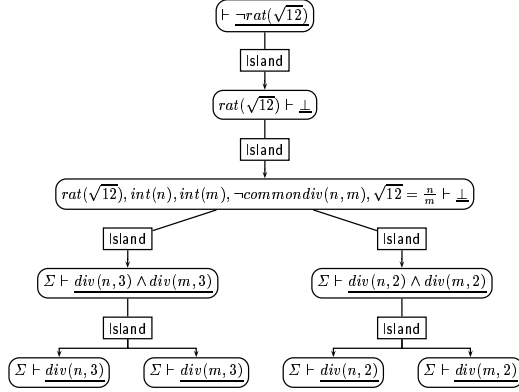 ⊢ ¬rat(√12)
Island
rat(√12) ⊢ ⊥
Island
rat(√12), int(n), int(m), ¬commondiv(n, m), √12 = n/m ⊢ ⊥
Island Island
Σ ⊢ div(n, 3) ∧ div(m, 3) Σ ⊢ div(n, 2) ∧ div(m, 2)
Island Island
Σ ⊢ div(n, 3) Σ ⊢ div(m, 3) Σ ⊢ div(n, 2) Σ ⊢ div(m, 2)